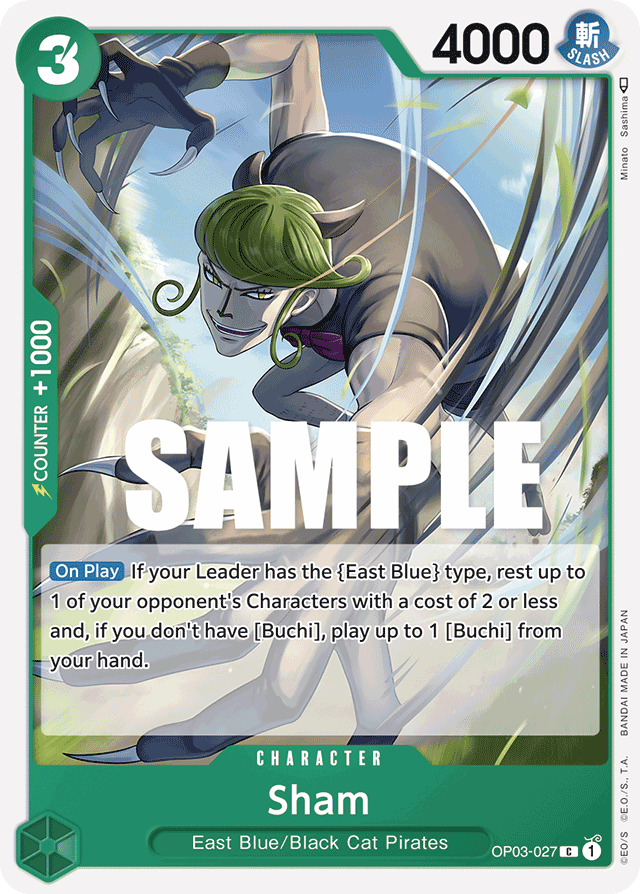 3
4000
斬
SLASH
Minato Sashima
COUNTER +1000
SAMPLE
On Play If your Leader has the {East Blue} type, rest up to
1 of your opponent's Characters with a cost of 2 or less
and, if you don't have [Buchi], play up to 1 [Buchi] from
your hand.
CHARACTER
Sham
East Blue/Black Cat Pirates
OP03-027 C 1
©E/S ©E.O./S., T.A. BANDAI MADE IN JAPAN